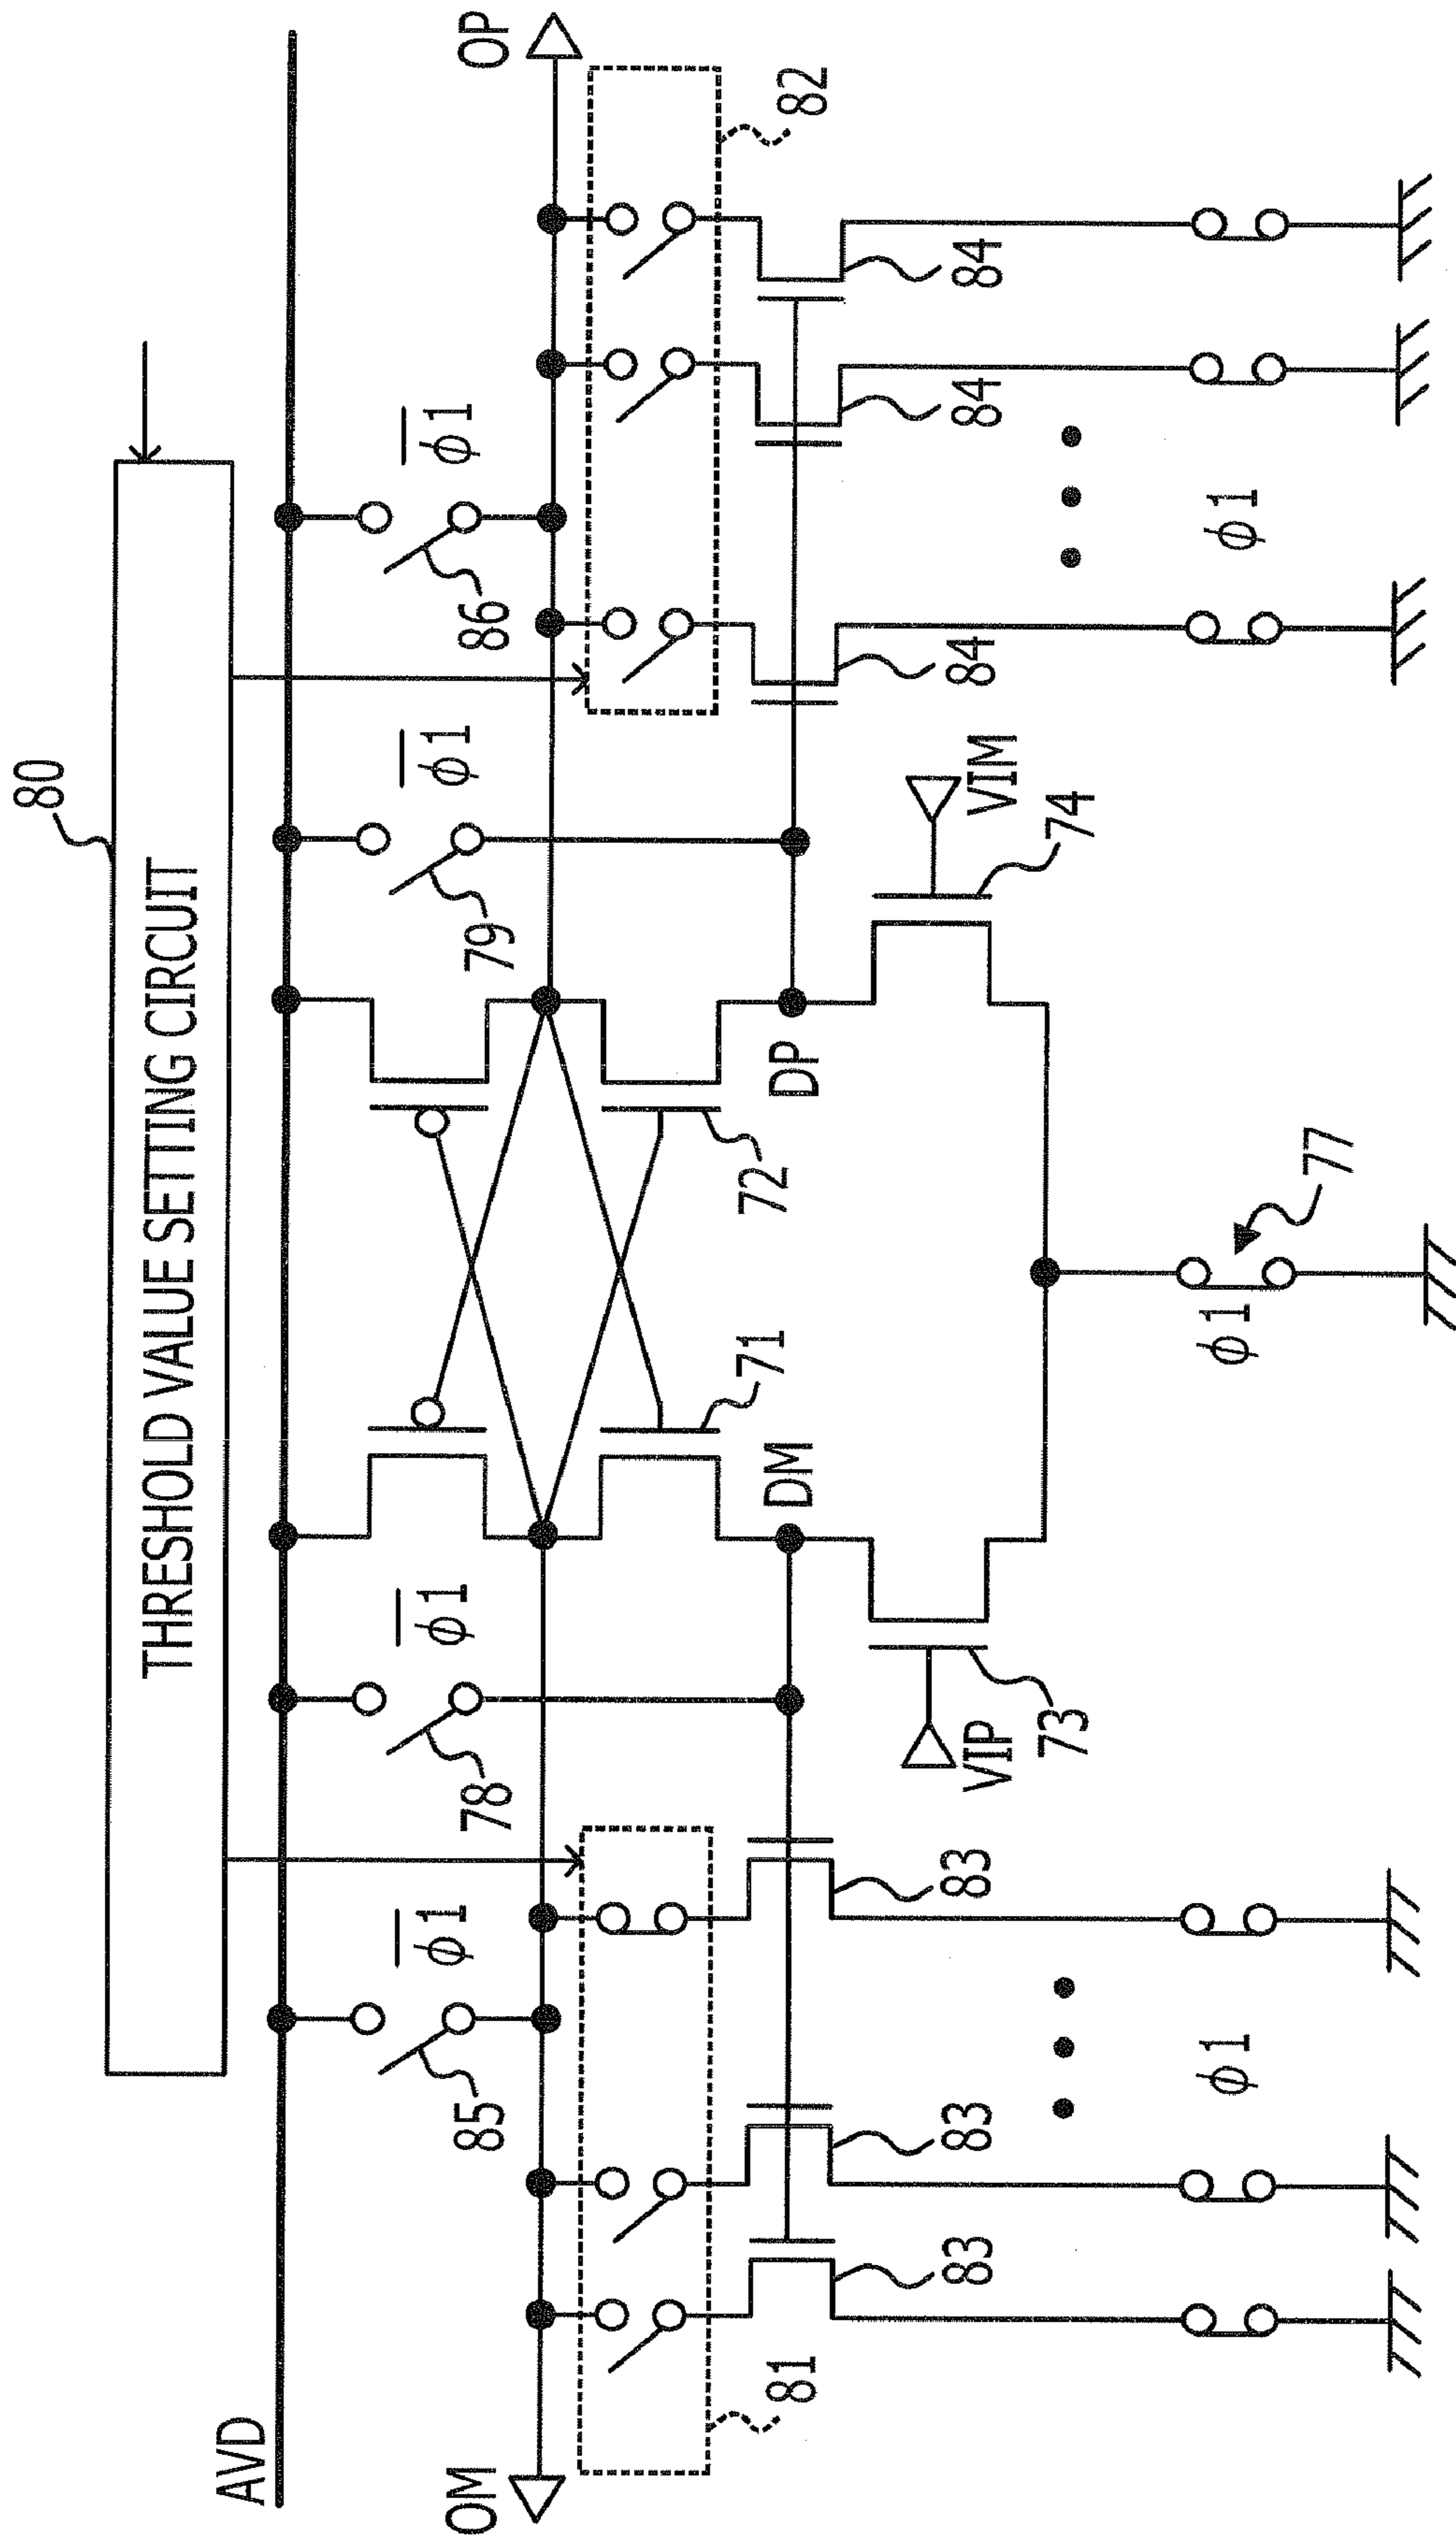 80
THRESHOLD VALUE SETTING CIRCUIT
AVD
85
φ1
78
φ1
79
φ1
86
φ1
OM
OP
81
82
71
72
DM
DP
83
83
83
VIP
73
VIM
74
84
84
84
φ1
φ1
77
φ1